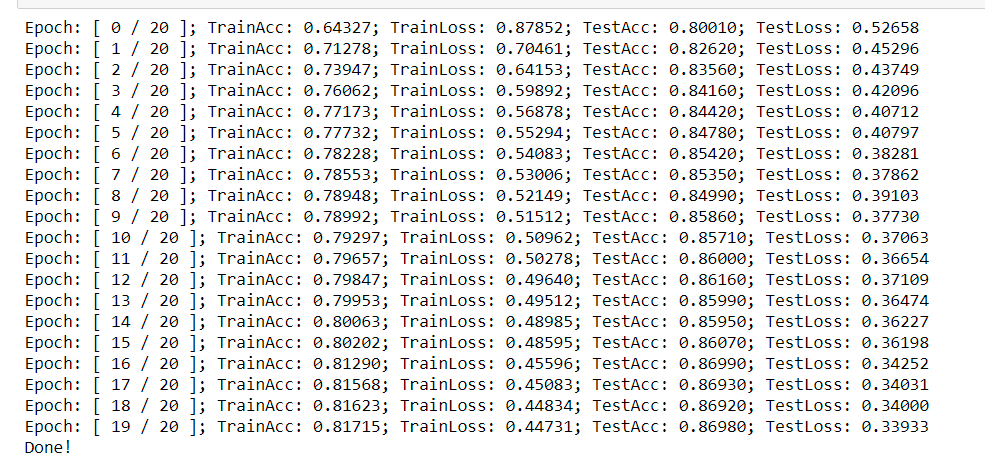 Epoch: [ 0 / 20 ]; TrainAcc: 0.64327; TrainLoss: 0.87852; TestAcc: 0.80010; TestLoss: 0.52658
Epoch: [ 1 / 20 ]; TrainAcc: 0.71278; TrainLoss: 0.70461; TestAcc: 0.82620; TestLoss: 0.45296
Epoch: [ 2 / 20 ]; TrainAcc: 0.73947; TrainLoss: 0.64153; TestAcc: 0.83560; TestLoss: 0.43749
Epoch: [ 3 / 20 ]; TrainAcc: 0.76062; TrainLoss: 0.59892; TestAcc: 0.84160; TestLoss: 0.42096
Epoch: [ 4 / 20 ]; TrainAcc: 0.77173; TrainLoss: 0.56878; TestAcc: 0.84420; TestLoss: 0.40712
Epoch: [ 5 / 20 ]; TrainAcc: 0.77732; TrainLoss: 0.55294; TestAcc: 0.84780; TestLoss: 0.40797
Epoch: [ 6 / 20 ]; TrainAcc: 0.78228; TrainLoss: 0.54083; TestAcc: 0.85420; TestLoss: 0.38281
Epoch: [ 7 / 20 ]; TrainAcc: 0.78553; TrainLoss: 0.53006; TestAcc: 0.85350; TestLoss: 0.37862
Epoch: [ 8 / 20 ]; TrainAcc: 0.78948; TrainLoss: 0.52149; TestAcc: 0.84990; TestLoss: 0.39103
Epoch: [ 9 / 20 ]; TrainAcc: 0.78992; TrainLoss: 0.51512; TestAcc: 0.85860; TestLoss: 0.37730
Epoch: [ 10 / 20 ]; TrainAcc: 0.79297; TrainLoss: 0.50962; TestAcc: 0.85710; TestLoss: 0.37063
Epoch: [ 11 / 20 ]; TrainAcc: 0.79657; TrainLoss: 0.50278; TestAcc: 0.86000; TestLoss: 0.36654
Epoch: [ 12 / 20 ]; TrainAcc: 0.79847; TrainLoss: 0.49640; TestAcc: 0.86160; TestLoss: 0.37109
Epoch: [ 13 / 20 ]; TrainAcc: 0.79953; TrainLoss: 0.49512; TestAcc: 0.85990; TestLoss: 0.36474
Epoch: [ 14 / 20 ]; TrainAcc: 0.80063; TrainLoss: 0.48985; TestAcc: 0.85950; TestLoss: 0.36227
Epoch: [ 15 / 20 ]; TrainAcc: 0.80202; TrainLoss: 0.48595; TestAcc: 0.86070; TestLoss: 0.36198
Epoch: [ 16 / 20 ]; TrainAcc: 0.81290; TrainLoss: 0.45596; TestAcc: 0.86990; TestLoss: 0.34252
Epoch: [ 17 / 20 ]; TrainAcc: 0.81568; TrainLoss: 0.45083; TestAcc: 0.86930; TestLoss: 0.34031
Epoch: [ 18 / 20 ]; TrainAcc: 0.81623; TrainLoss: 0.44834; TestAcc: 0.86920; TestLoss: 0.34000
Epoch: [ 19 / 20 ]; TrainAcc: 0.81715; TrainLoss: 0.44731; TestAcc: 0.86980; TestLoss: 0.33933
Done!